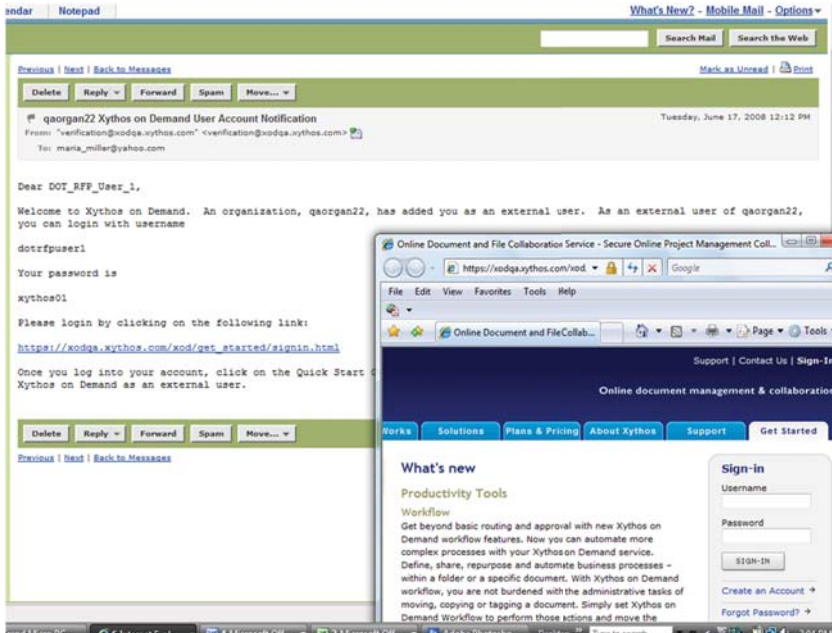 endar Notepad
What's New? - Mobile Mail - Options
Search Mail Search the Web
Previous | Next | Back to Messages
Mark as Unread | Print
Delete Reply Forward Spam Move...
qaorgan22 Xythos on Demand User Account Notification
Tuesday, June 17, 2008 12:12 PM
From: "verification@xodqa.xythos.com" <verification@xodqa.xythos.com>
To: maria_miller@yahoo.com
Dear DOT_RFP_User_1,
Welcome to Xythos on Demand. An organization, qaorgan22, has added you as an external user. As an external user of qaorgan22,
you can login with username
dotrfpuser1
Your password is
xythos01
Please login by clicking on the following link:
https://xodqa.xythos.com/xod/get_started/signin.html
Once you log into your account, click on the Quick Start
Xythos on Demand as an external user.
Delete Reply Forward Spam Move...
Previous | Next | Back to Messages
Online Document and File Collaboration Service - Secure Online Project Management Coll...
https://xodqa.xythos.com/xod
Google
File Edit View Favorites Tools Help
Online Document and FileCollab...
Page Tools
Support | Contact Us | Sign-In
Online document management & collaboration
Works Solutions Plans & Pricing About Xythos Support Get Started
What's new
Productivity Tools
Workflow
Get beyond basic routing and approval with new Xythos on
Demand workflow features. Now you can automate more
complex processes with your Xythos on Demand service.
Define, share, repurpose and automate business processes –
within a folder or a specific document. With Xythos on Demand
workflow, you are not burdened with the administrative tasks of
moving, copying or tagging a document. Simply set Xythos on
Demand Workflow to perform those actions and move the
Sign-in
Username
Password
SIGN-IN
Create an Account
Forgot Password?